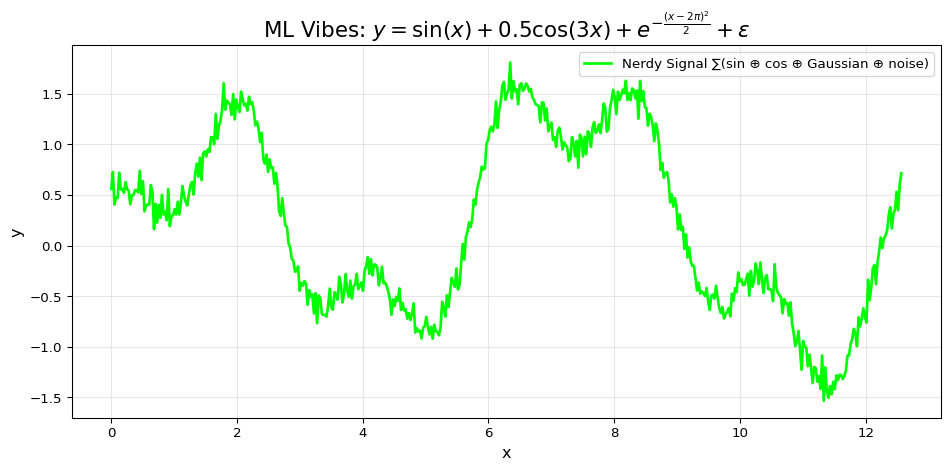 ML Vibes: y = sin(x) + 0.5cos(3x) + e^{-\frac{(x-2π)^2}{2}} + ε
Nerdy Signal ∑(sin ⊕ cos ⊕ Gaussian ⊕ noise)
1.5
1.0
0.5
0.0
−0.5
−1.0
−1.5
y
0 2 4 6 8 10 12
x